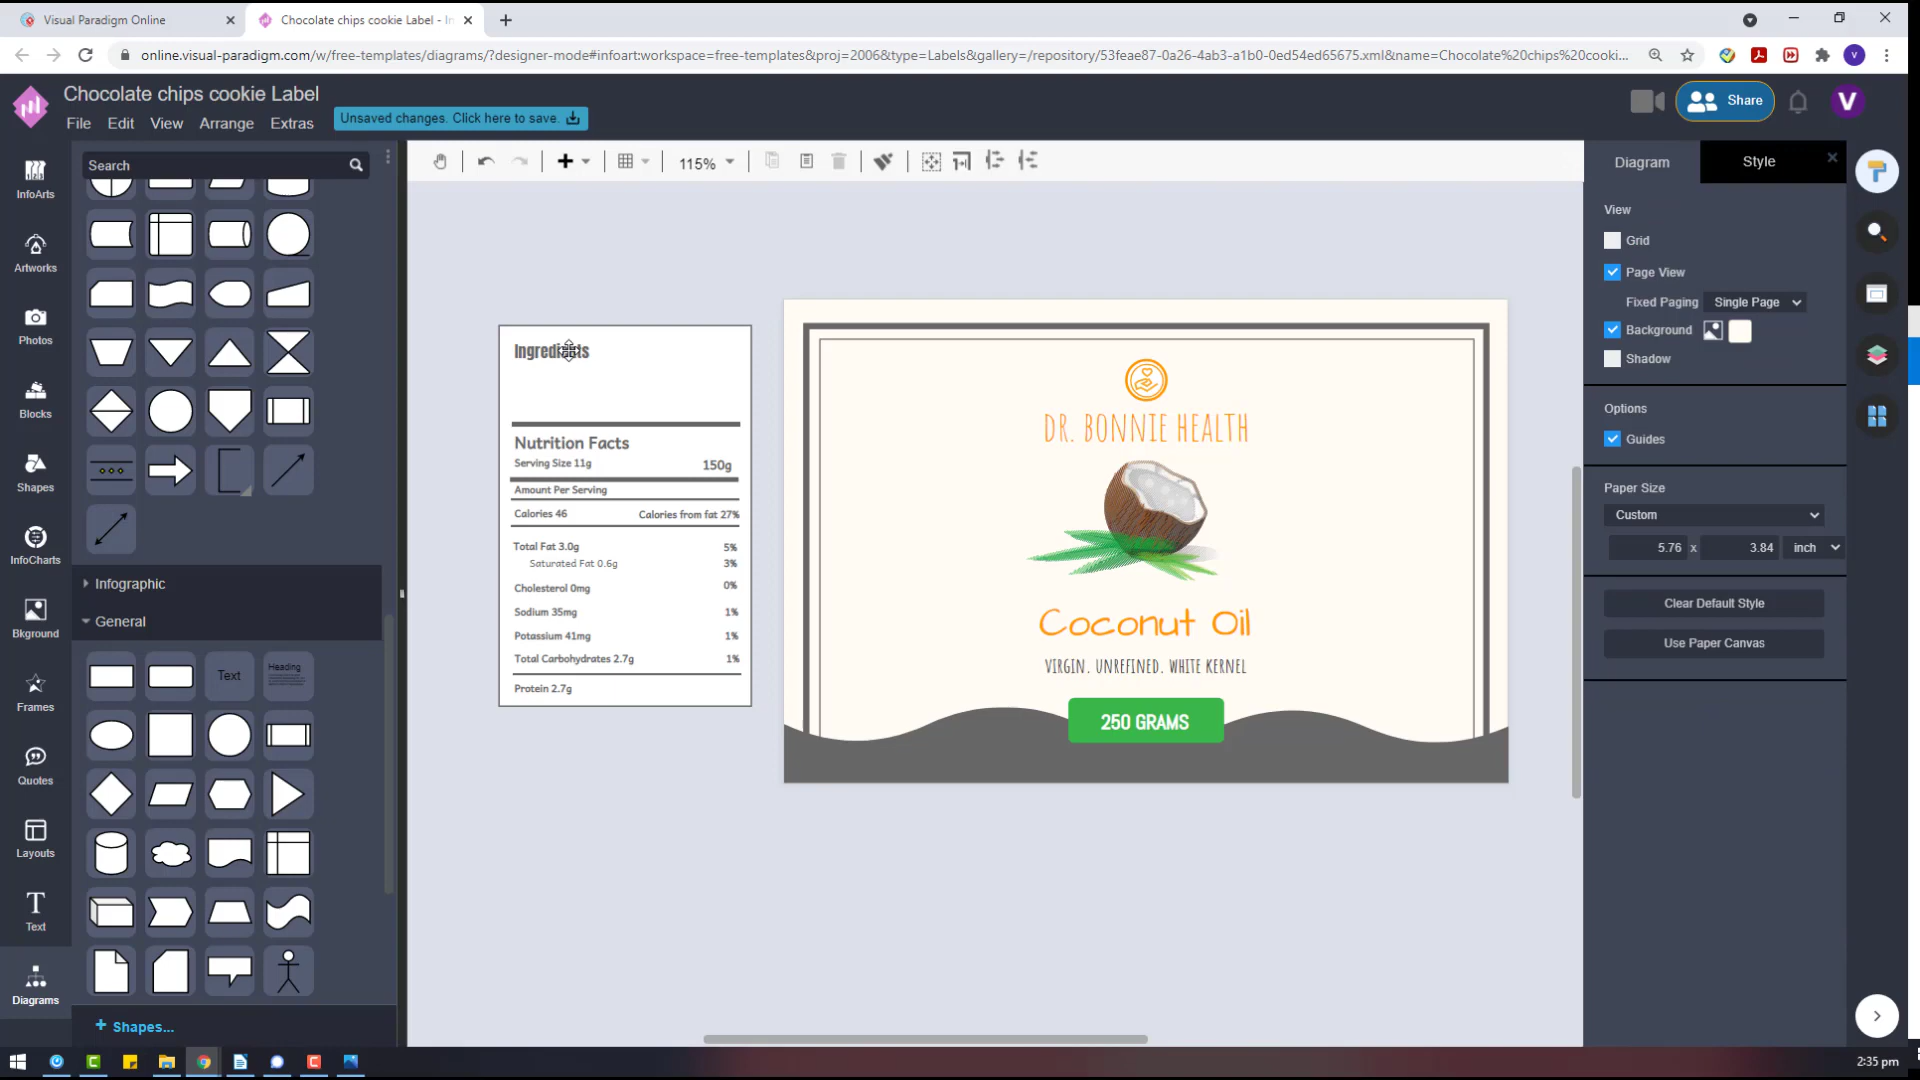 Visual Paradigm Online
Chocolate chips cookie Label - In
online.visual-paradigm.com/w/free-templates/diagrams/?designer-mode#infoart:workspace=free-templates&proj=2006&type=Labels&gallery=/repository/53feae87-0a26-4ab3-a1b0-0ed54ed65675.xml&name=Chocolate%20chips%20cooki...
V
Chocolate chips cookie Label
File Edit View Arrange Extras
Unsaved changes. Click here to save.
Share
V
Search
115%
Diagram
Style
InfoArts
Artworks
Photos
Blocks
Shapes
InfoCharts
Bkground
Frames
Quotes
Layouts
Text
Diagrams
Infographic
General
Text
Heading
+ Shapes...
Ingredients
Nutrition Facts
Serving Size 11g
150g
Amount Per Serving
Calories 46
Calories from fat 27%
Total Fat 3.0g 5%
Saturated Fat 0.6g 3%
Cholesterol 0mg 0%
Sodium 35mg 1%
Potassium 41mg 1%
Total Carbohydrates 2.7g 1%
Protein 2.7g
DR. BONNIE HEALTH
Coconut Oil
VIRGIN. UNREFINED. WHITE KERNEL
250 GRAMS
View
Grid
Page View
Fixed Paging Single Page
Background
Shadow
Options
Guides
Paper Size
Custom
5.76 x 3.84 inch
Clear Default Style
Use Paper Canvas
2:35 pm